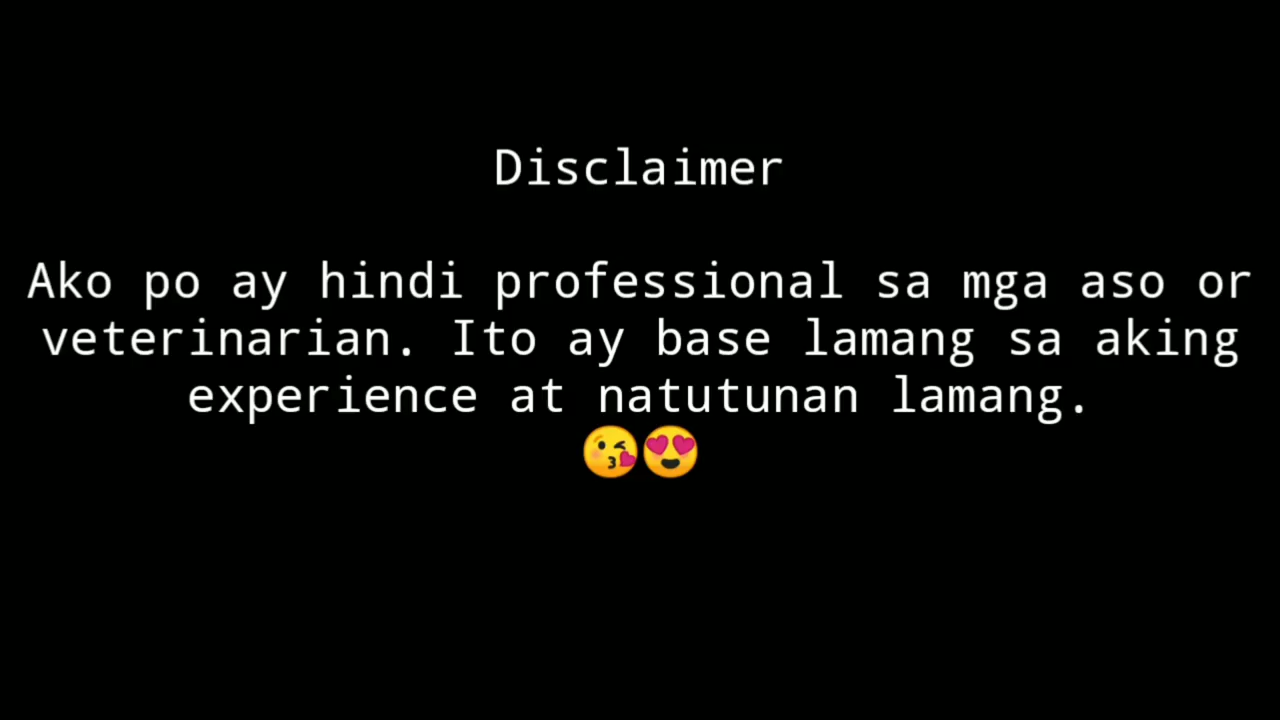 Disclaimer
Ako po ay hindi professional sa mga aso or
veterinarian. Ito ay base lamang sa aking
experience at natutunan lamang.
😘😍